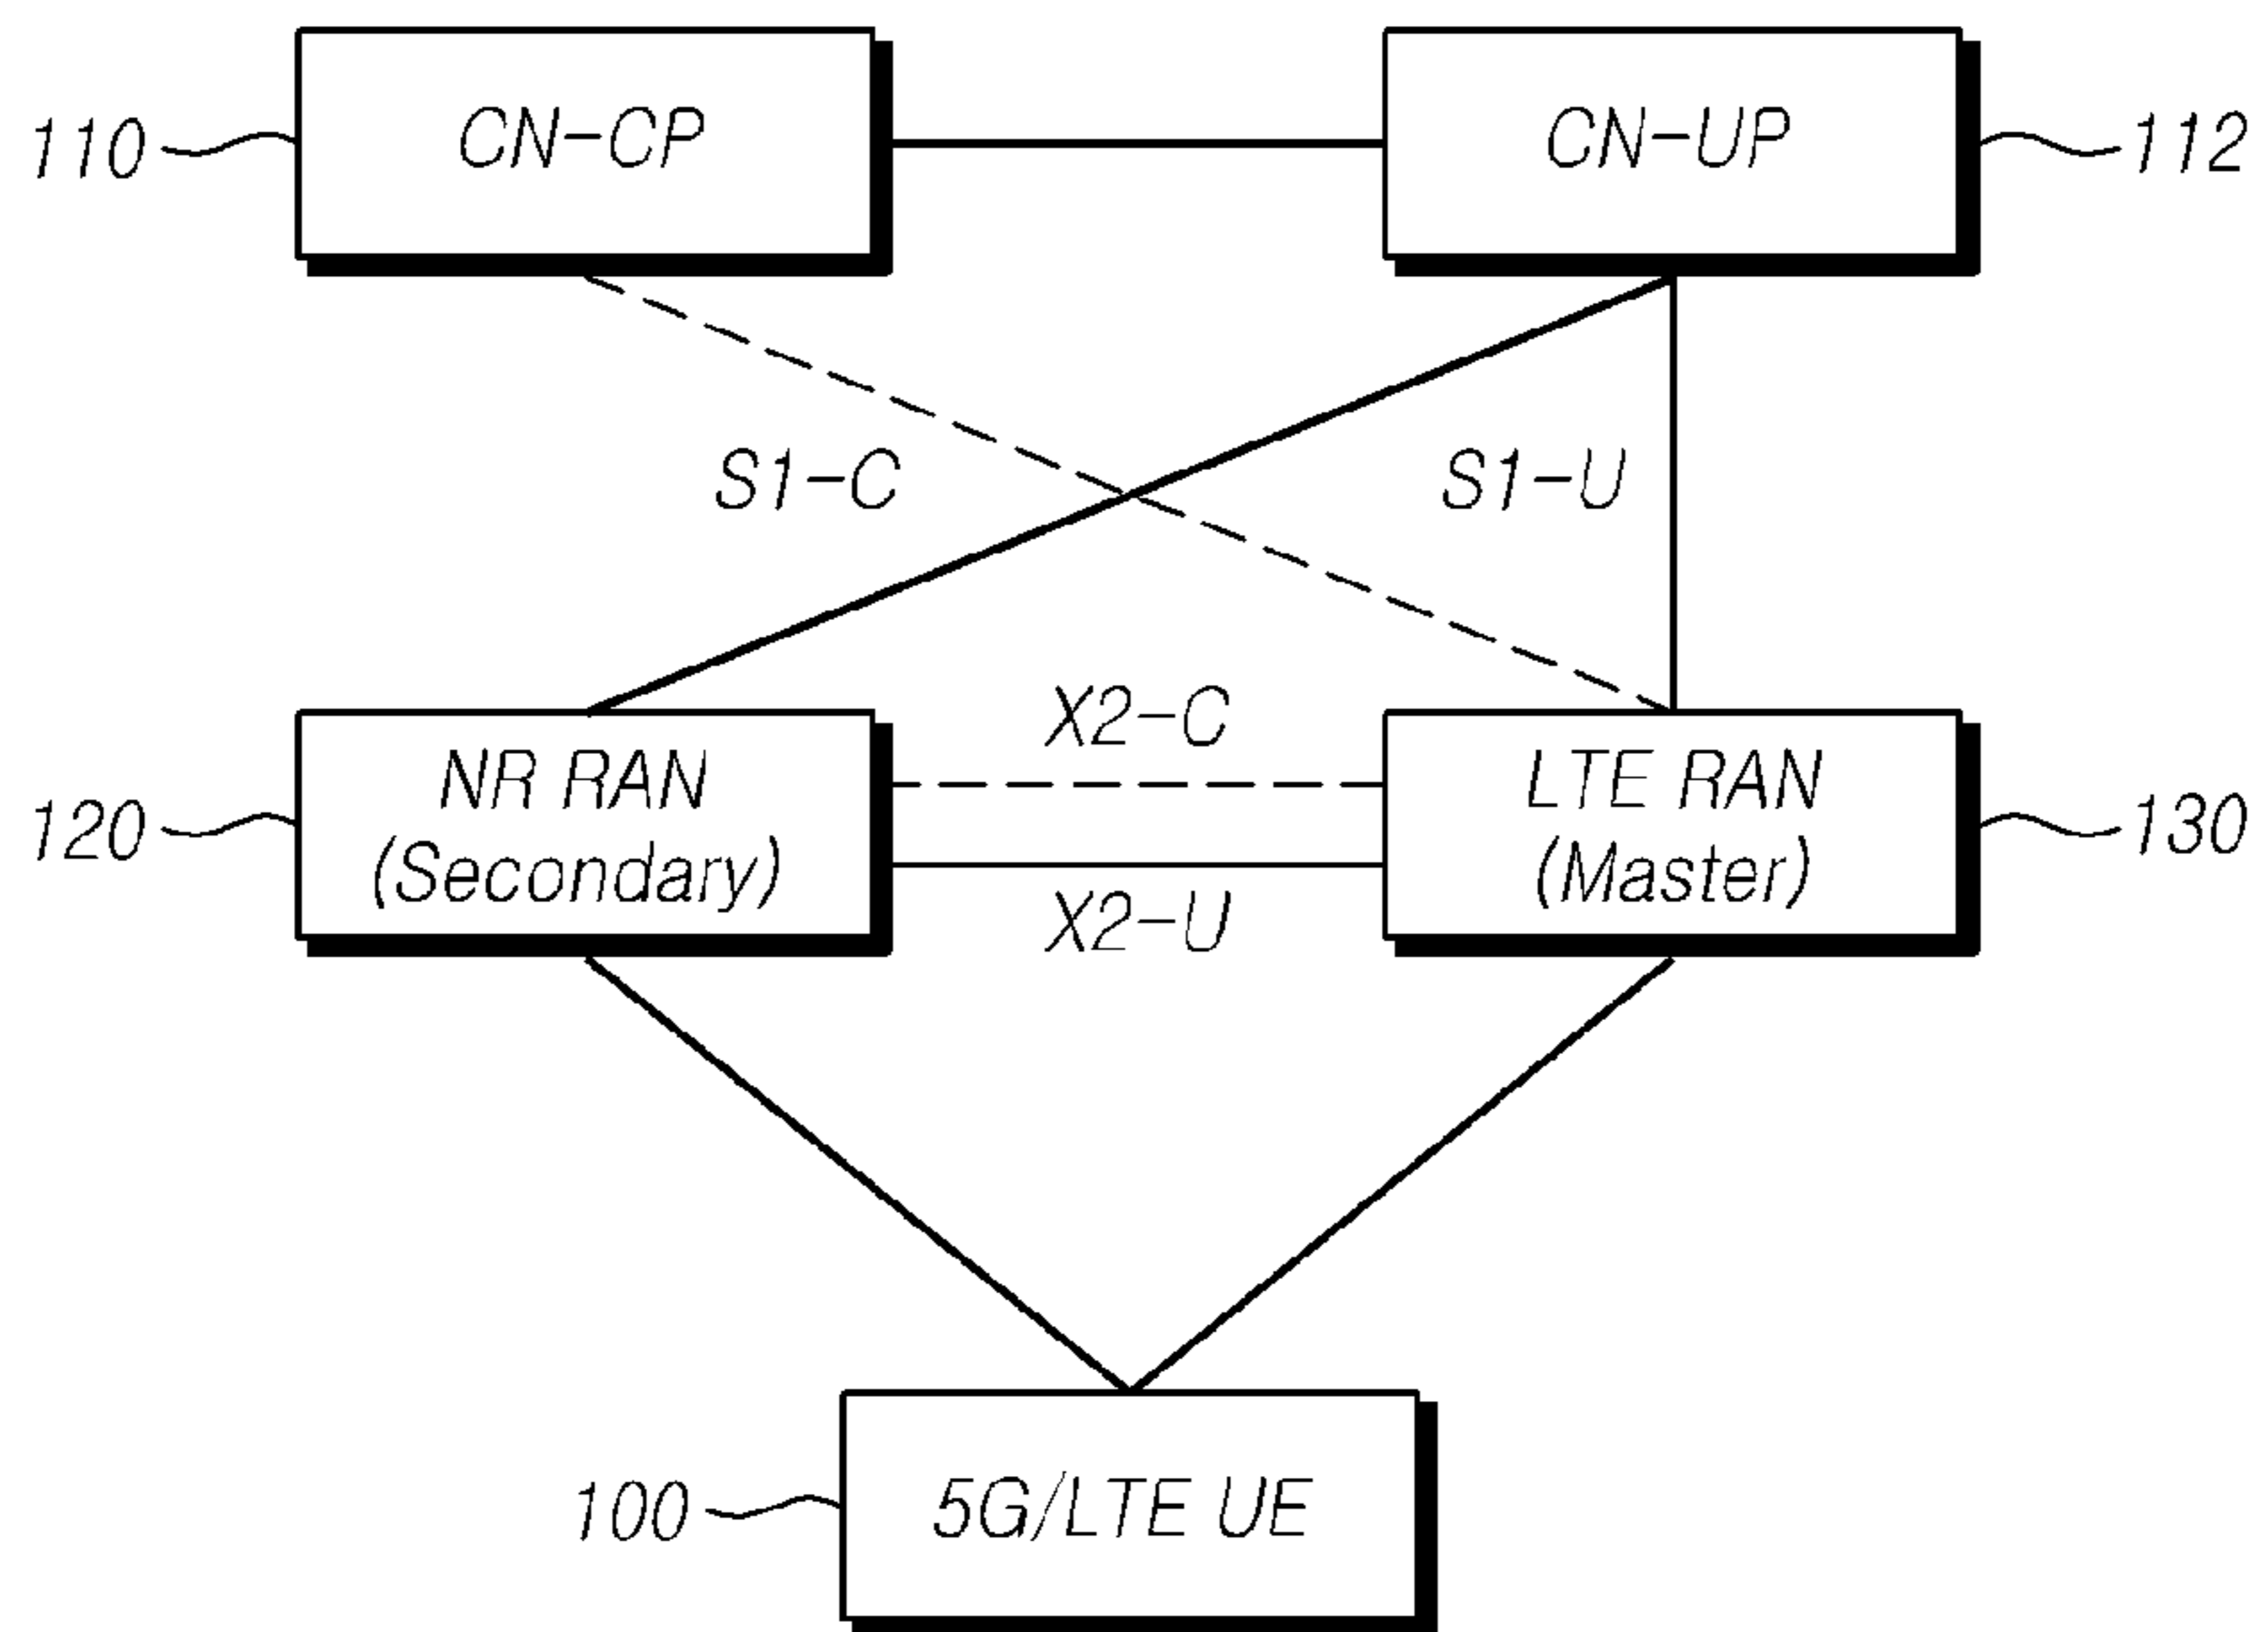 110
CN-CP
CN-UP
112
S1-C
S1-U
X2-C
120
NR RAN
(Secondary)
LTE RAN
(Master)
130
X2-U
100
5G/LTE UE